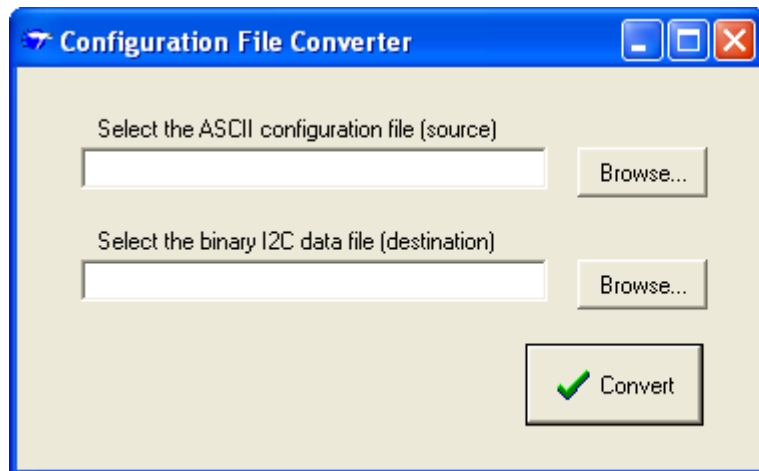 Configuration File Converter
Select the ASCII configuration file (source)
Browse...
Select the binary I2C data file (destination)
Browse...
Convert